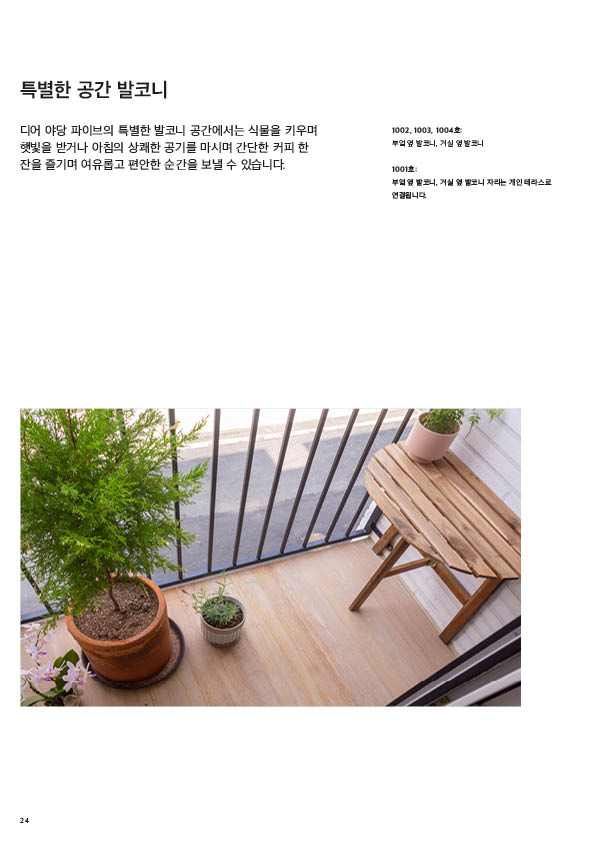 특별한 공간 발코니
디어 야당 파이브의 특별한 발코니 공간에서는 식물을 키우며
햇빛을 받거나 아침의 상쾌한 공기를 마시며 간단한 커피 한
잔을 즐기며 여유롭고 편안한 순간을 보낼 수 있습니다.
1002, 1003, 1004호:
부엌 옆 발코니, 거실 옆 발코니
1001호:
부엌 옆 발코니, 거실 옆 발코니 자리는 개인 테라스로
연결됩니다.
24